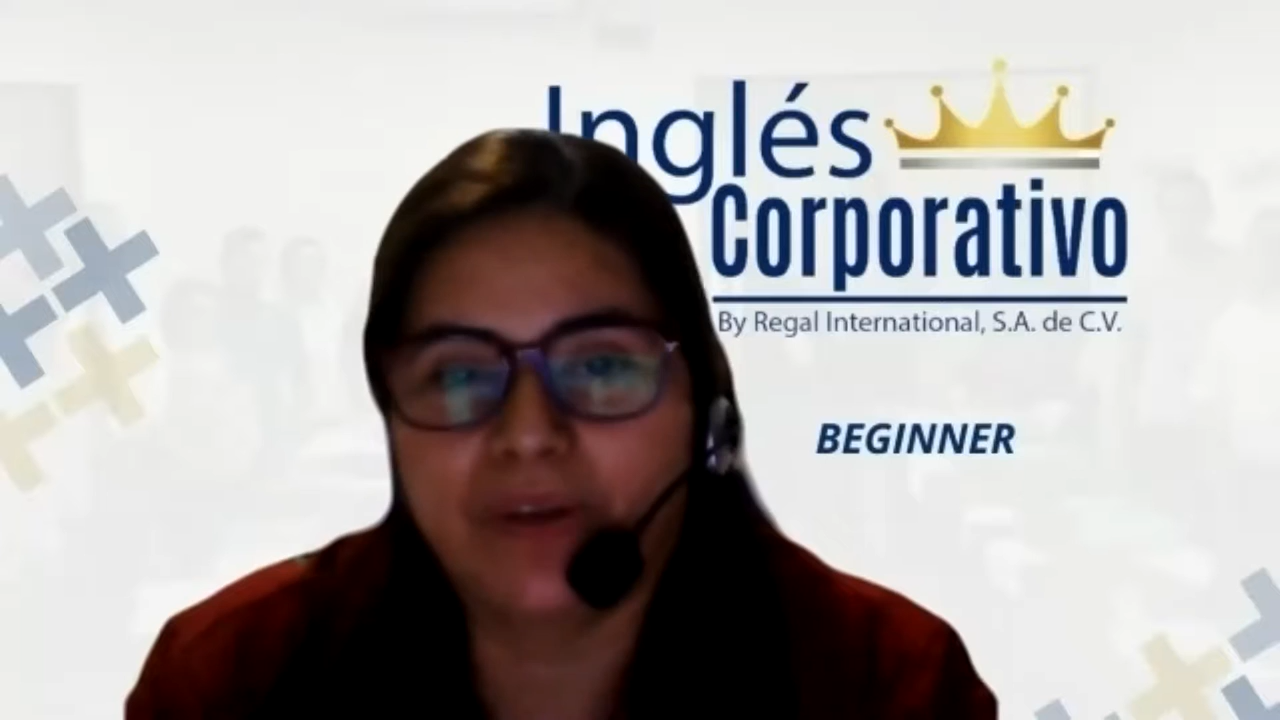 Inglés
Corporativo
By Regal International, S.A. de C.V.
BEGINNER